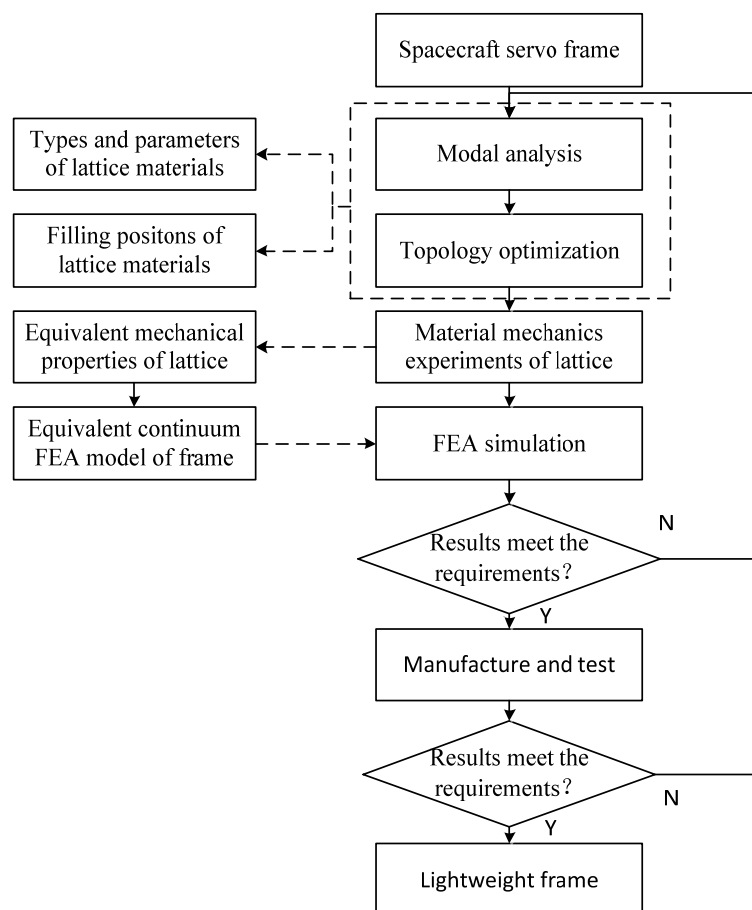 Spacecraft servo frame
Types and parameters
of lattice materials
Modal analysis
Filling positons of
lattice materials
Topology optimization
Equivalent mechanical
properties of lattice
Material mechanics
experiments of lattice
Equivalent continuum
FEA model of frame
FEA simulation
N
Results meet the
requirements?
Y
Manufacture and test
Results meet the
requirements?
N
Y
Lightweight frame